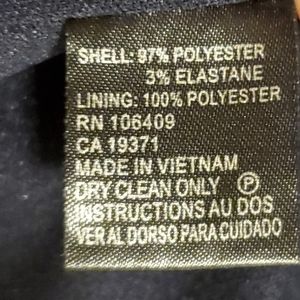 SHELL: 97% POLYESTER
3% ELASTANE
LINING: 100% POLYESTER
RN 106409
CA 19371
MADE IN VIETNAM
DRY CLEAN ONLY Ⓟ
INSTRUCTIONS AU DOS
VER AL DORSO PARA CUIDADO